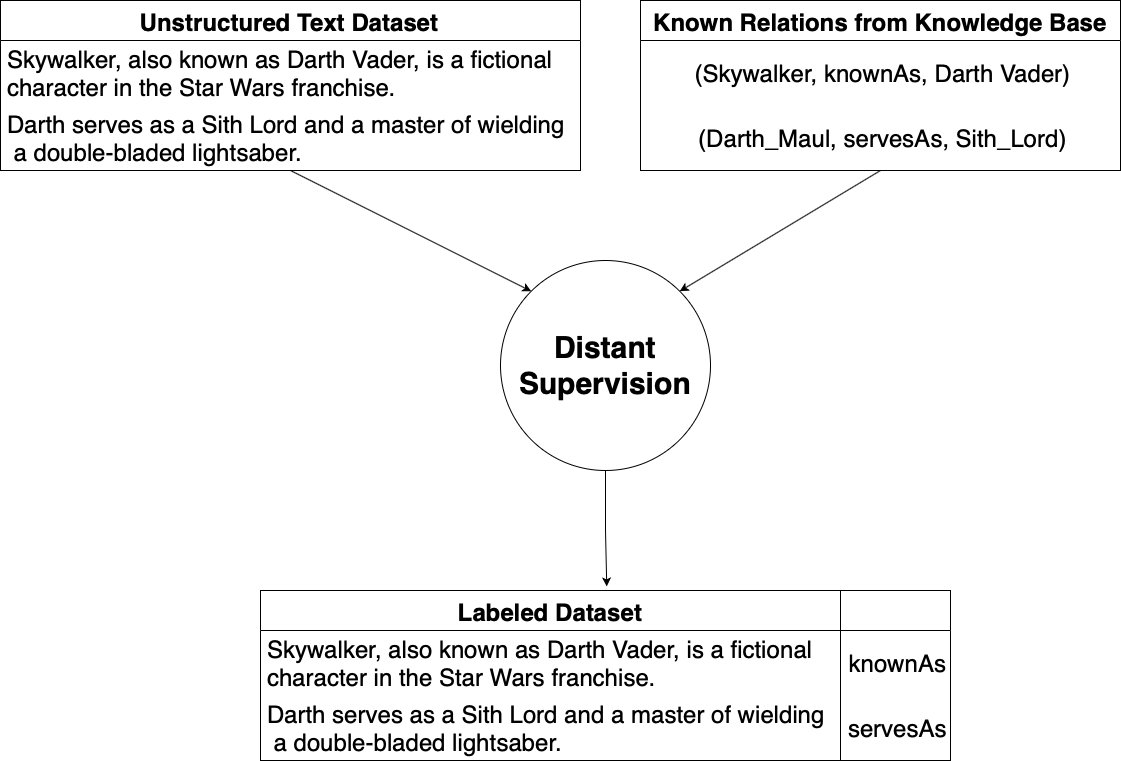 Unstructured Text Dataset
Skywalker, also known as Darth Vader, is a fictional
character in the Star Wars franchise.
Darth serves as a Sith Lord and a master of wielding
a double-bladed lightsaber.
Known Relations from Knowledge Base
(Skywalker, knownAs, Darth Vader)
(Darth_Maul, servesAs, Sith_Lord)
Distant
Supervision
Labeled Dataset
Skywalker, also known as Darth Vader, is a fictional
character in the Star Wars franchise.
knownAs
Darth serves as a Sith Lord and a master of wielding
a double-bladed lightsaber.
servesAs